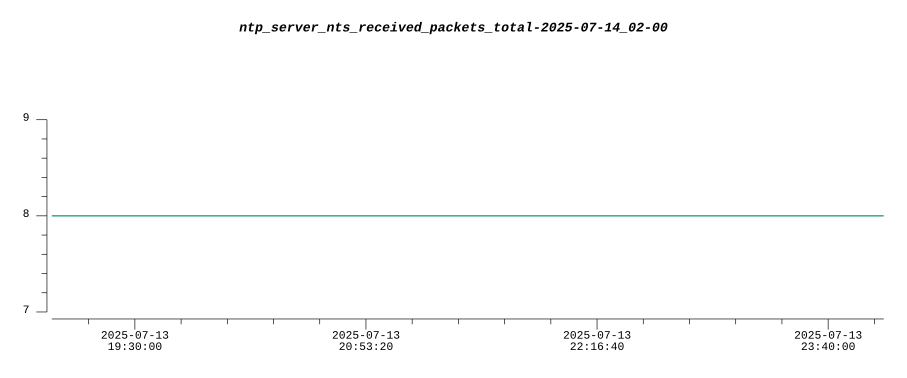 ntp_server_nts_received_packets_total-2025-07-14_02-00
9
8
7
2025-07-13 2025-07-13 2025-07-13 2025-07-13
19:30:00 20:53:20 22:16:40 23:40:00